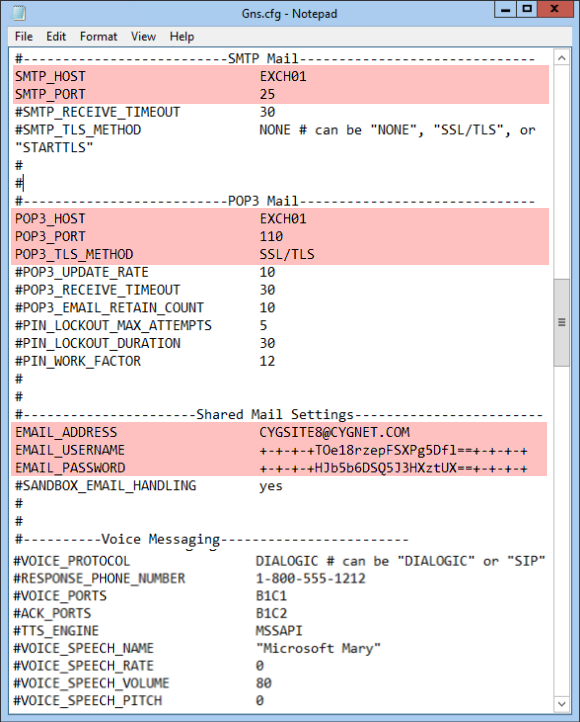 Gns.cfg - Notepad
File Edit Format View Help
#--------------------------SMTP Mail------------------------------
SMTP_HOST EXCH01
SMTP_PORT 25
#SMTP_RECEIVE_TIMEOUT 30
#SMTP_TLS_METHOD NONE # can be "NONE", "SSL/TLS", or
"STARTTLS"
#
#
#--------------------------POP3 Mail------------------------------
POP3_HOST EXCH01
POP3_PORT 110
POP3_TLS_METHOD SSL/TLS
#POP3_UPDATE_RATE 10
#POP3_RECEIVE_TIMEOUT 30
#POP3_EMAIL_RETAIN_COUNT 10
#PIN_LOCKOUT_MAX_ATTEMPTS 5
#PIN_LOCKOUT_DURATION 30
#PIN_WORK_FACTOR 12
#
#
#----------------------Shared Mail Settings------------------------
EMAIL_ADDRESS CYGSITE8@CYGNET.COM
EMAIL_USERNAME +-+-+-+TOe18rzepFSXPg5Dfl==+-+-+-+
EMAIL_PASSWORD +-+-+-+HJb5b6DSQ5J3HXztUX==+-+-+-+
#SANDBOX_EMAIL_HANDLING yes
#
#
#----------Voice Messaging------------------------
#VOICE_PROTOCOL DIALOGIC # can be "DIALOGIC" or "SIP"
#RESPONSE_PHONE_NUMBER 1-800-555-1212
#VOICE_PORTS B1C1
#ACK_PORTS B1C2
#TTS_ENGINE MSSAPI
#VOICE_SPEECH_NAME "Microsoft Mary"
#VOICE_SPEECH_RATE 0
#VOICE_SPEECH_VOLUME 80
#VOICE_SPEECH_PITCH 0